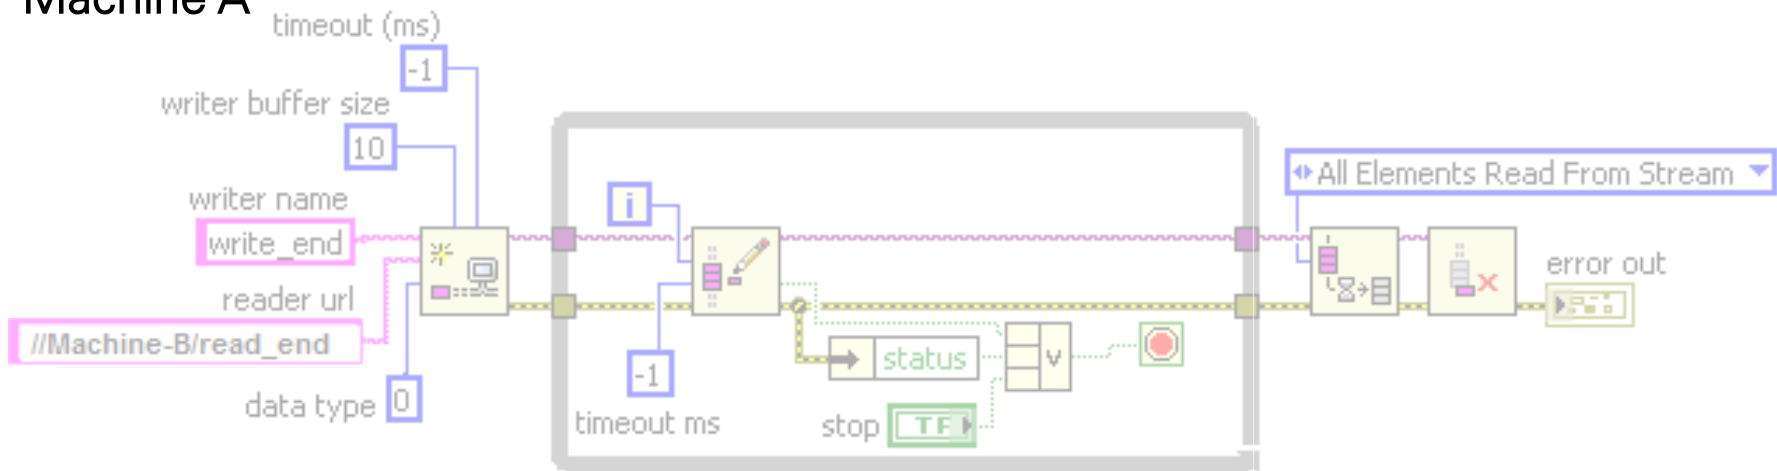 Machine A
timeout (ms)
-1
writer buffer size
10
writer name
write_end
reader url
//Machine-B/read_end
data type 0
i
-1
timeout ms
status
v
stop TF
All Elements Read From Stream
error out